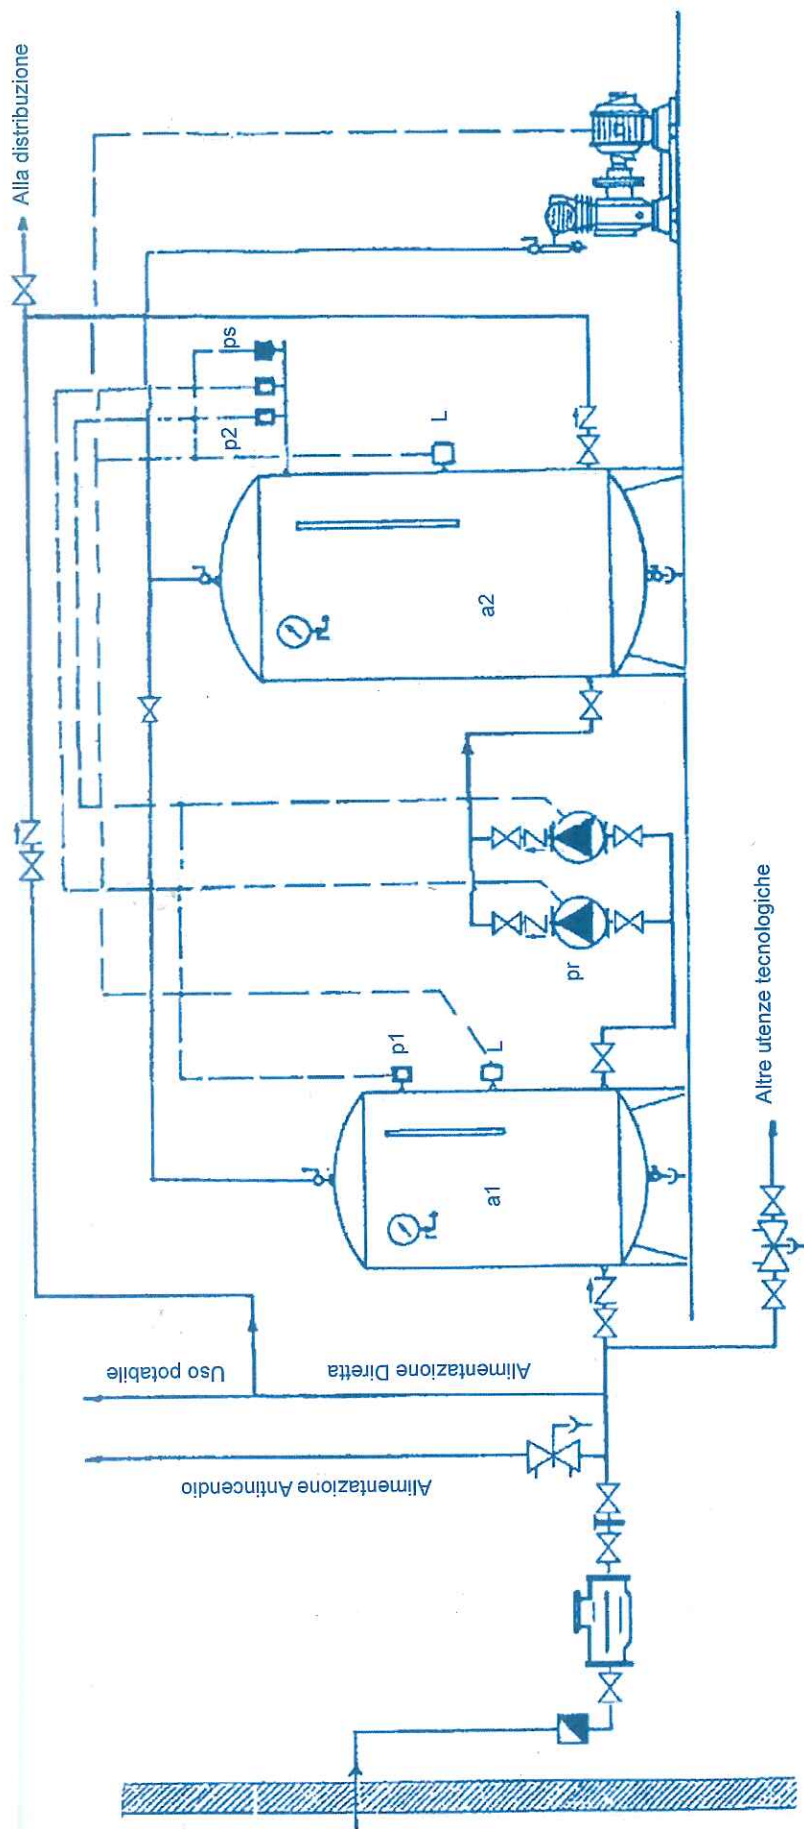 Alla distribuzione
ps
p2
L
a2
pr
p1
L
a1
Altre utenze tecnologiche
Uso potabile
Alimentazione Diretta
Alimentazione Antincendio